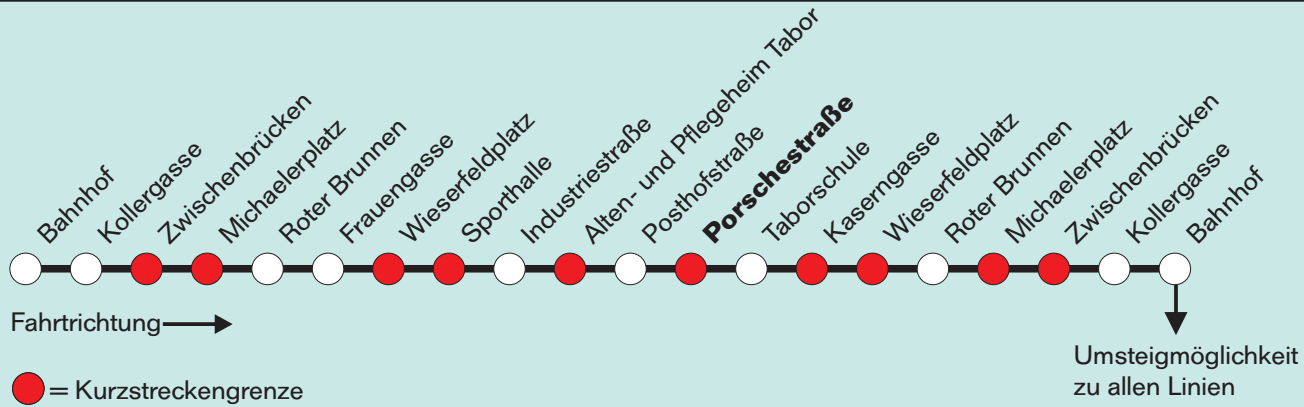 Bahnhof
Kollergasse
Zwischenbrücken
Michaelerplatz
Roter Brunnen
Frauengasse
Wieserfeldplatz
Sporthalle
Industriestraße
Alten- und Pflegeheim Tabor
Posthofstraße
Porschestraße
Taborschule
Kaserngasse
Wieserfeldplatz
Roter Brunnen
Michaelerplatz
Zwischenbrücken
Kollergasse
Bahnhof
Fahrtrichtung
Umsteigmöglichkeit
zu allen Linien
= Kurzstreckengrenze